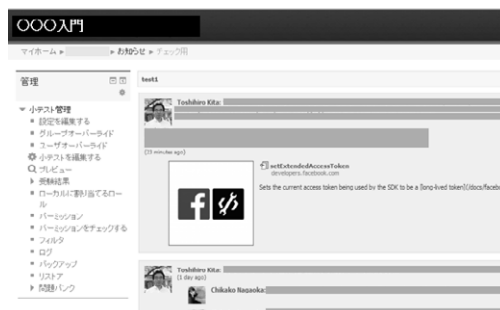 〇〇〇入門
マイホーム ▶ ▶ お知らせ ▶ チェック用
管理
小テスト管理
設定を編集する
グループオーバーライド
ユーザオーバーライド
小テストを編集する
プレビュー
受験結果
ローカルに割り当てるロール
パーミッション
パーミッションをチェックする
フィルタ
ログ
バックアップ
リストア
問題バンク
test1
Toshihiro Kita:
(23 minutes ago)
setExtendedAccessToken
developers.facebook.com
Sets the current access token being used by the SDK to be a [long-lived token](/docs/faceb
Toshihiro Kita:
(1 day ago)
Chikako Nagaoka: